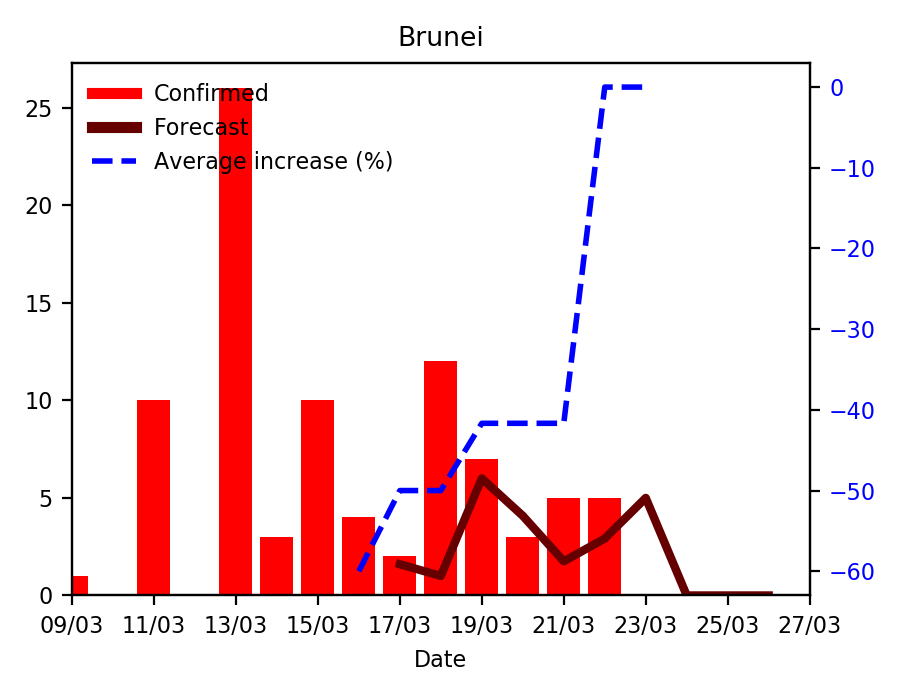 Brunei
Confirmed
Forecast
Average increase (%)
25
20
15
10
5
0
0
−10
−20
−30
−40
−50
−60
09/03 11/03 13/03 15/03 17/03 19/03 21/03 23/03 25/03 27/03
Date